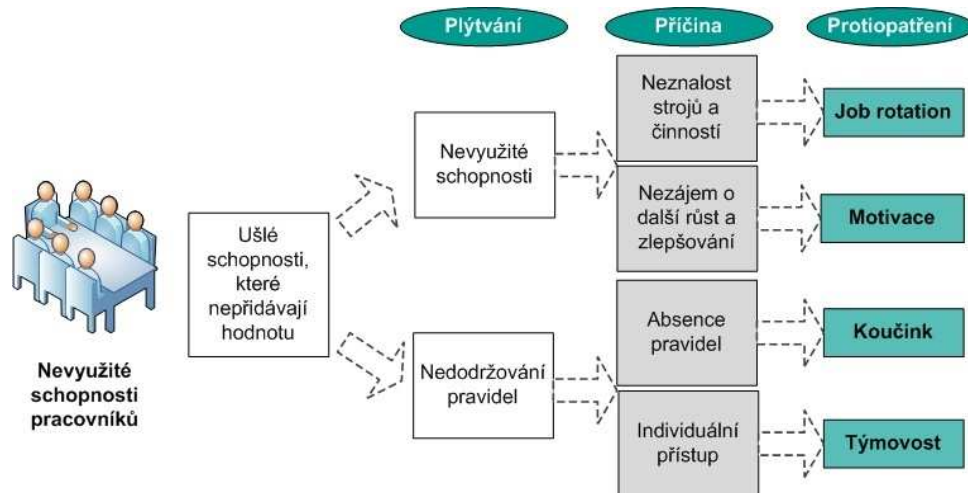 Plýtvání
Příčina
Protiopatření
Nevyužité
schopnosti
pracovníků
Ušlé
schopnosti,
které
nepřidávají
hodnotu
Nevyužité
schopnosti
Neznalost
strojů a
činností
Job rotation
Nezájem o
další růst a
zlepšování
Motivace
Nedodržování
pravidel
Absence
pravidel
Koučink
Individuální
přístup
Týmovost